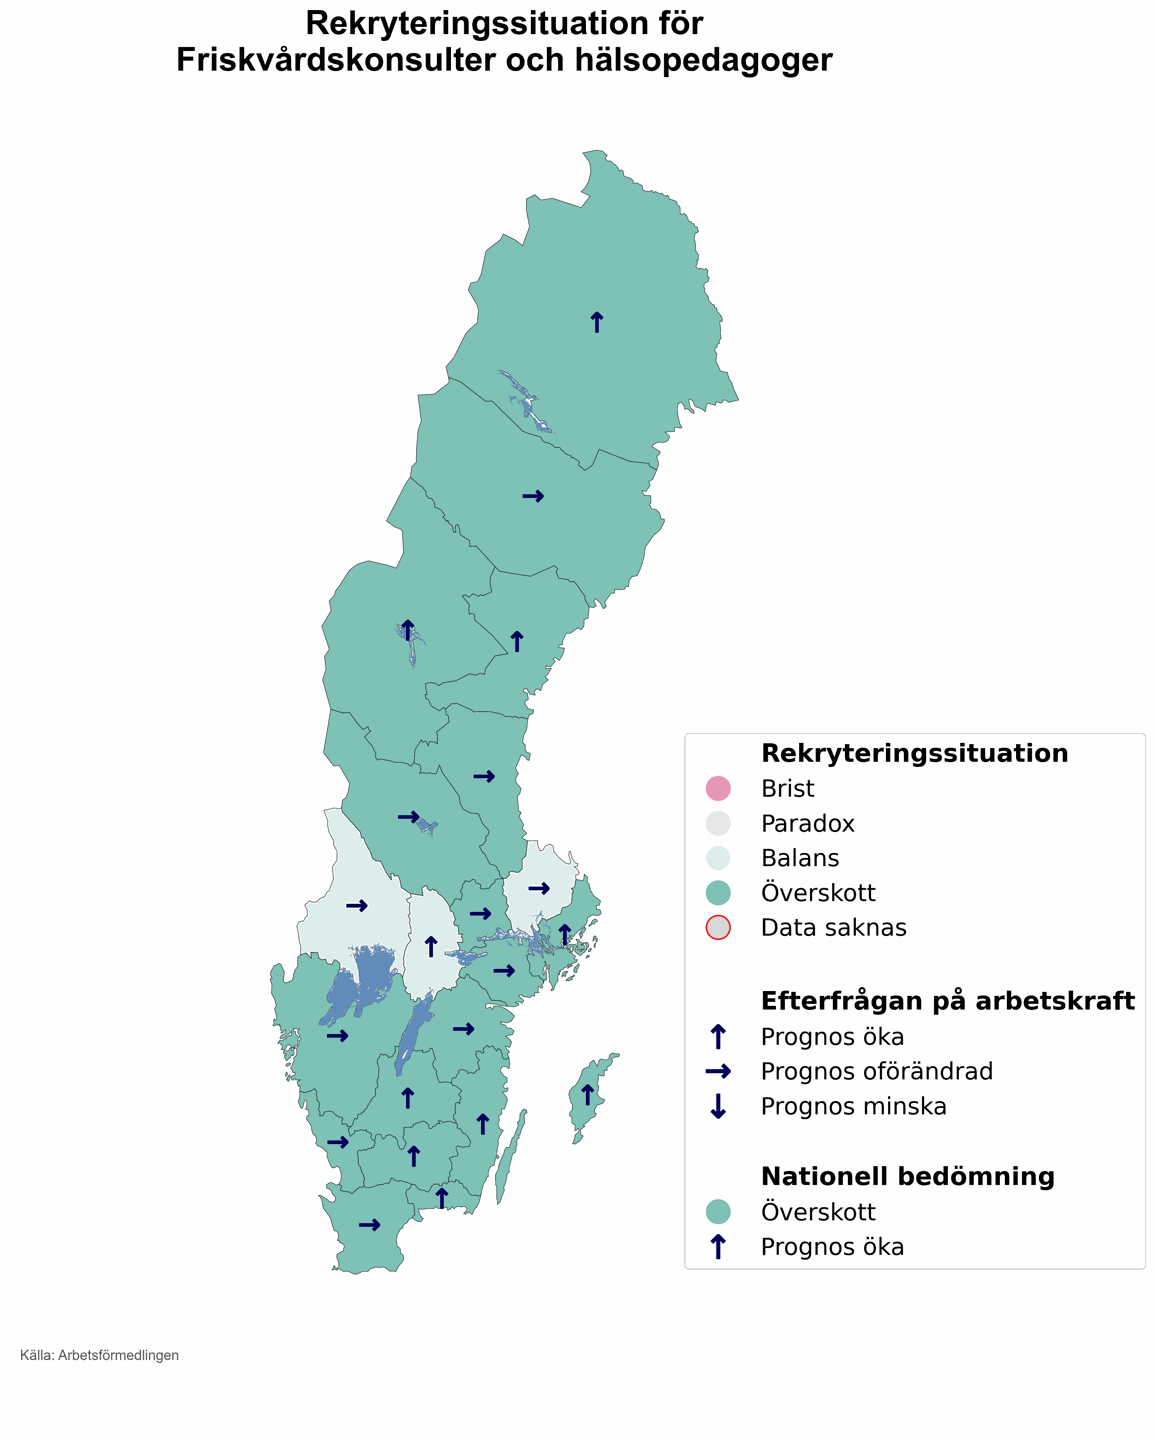 Rekryteringssituation för
Friskvårdskonsulter och hälsopedagoger
Rekryteringssituation
Brist
Paradox
Balans
Överskott
Data saknas
Efterfrågan på arbetskraft
Prognos öka
Prognos oförändrad
Prognos minska
Nationell bedömning
Överskott
Prognos öka
Källa: Arbetsförmedlingen